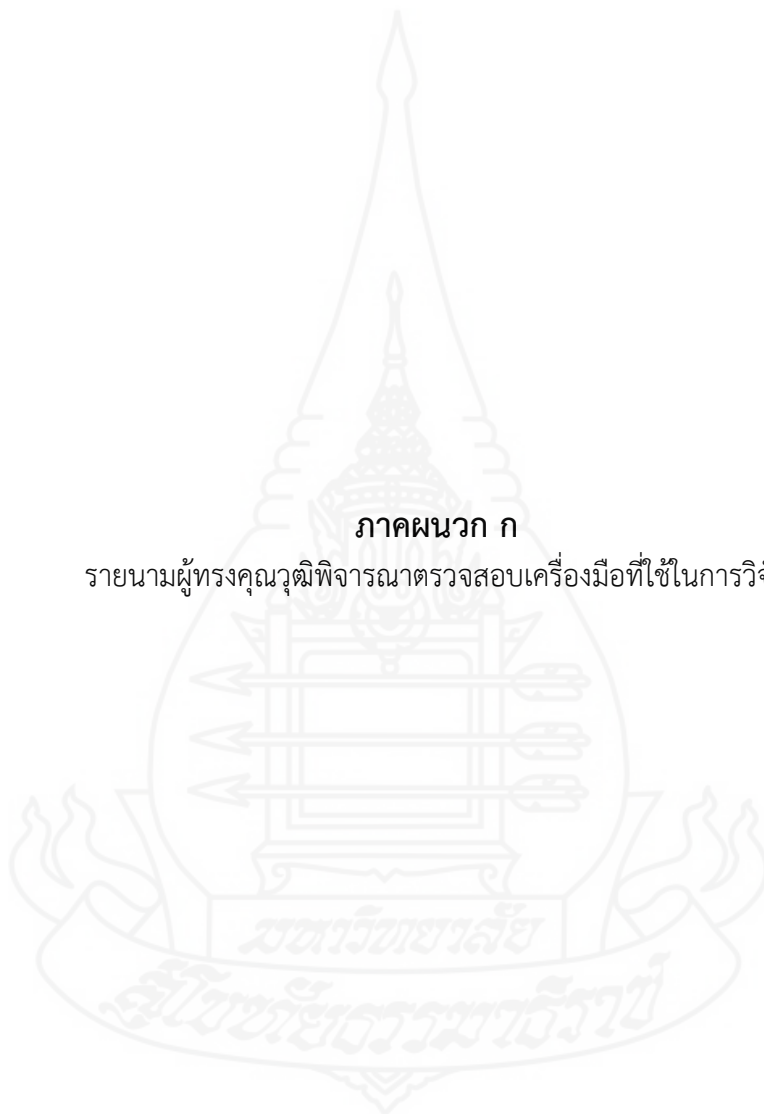 ภาคผนวก ก
รายนามผู้ทรงคุณวุฒิพิจารณาตรวจสอบเครื่องมือที่ใช้ในการวิจั
มหาวิทยาลัย
สุโขทัยธรรมาธิราช